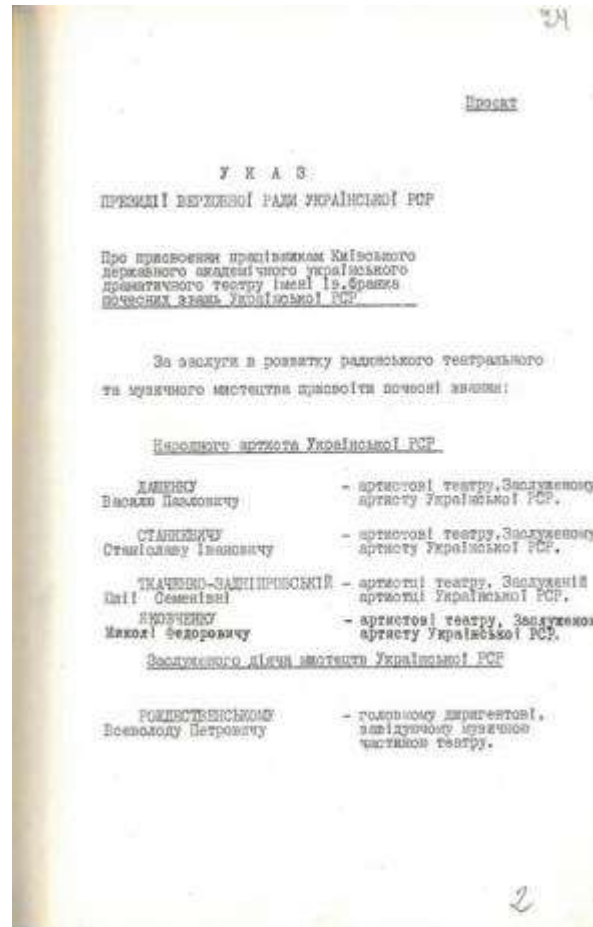 24
Проєкт
У К А З
ПРЕЗИДІЇ ВЕРХОВНОЇ РАДИ УКРАЇНСЬКОЇ РСР
Про присвоєння працівникам Київського
державного академічного українського
драматичного театру імені Ів.Франка
почесних звань Української РСР
За заслуги в розвитку радянського театрального
та музичного мистецтва присвоїти почесні звання:
Народного артиста Української РСР
ДАШЕНКУ - артистові театру.Заслуженому
Василю Павловичу артисту Української РСР.
СТАНКЕВИЧУ - артистові театру.Заслуженому
Станіславу Івановичу артисту Української РСР.
ТКАЧЕНКО-ЗАДНІПРОВСЬКІЙ - артистці театру. Заслуженій
Юлії Семенівні артистці Української РСР.
ЯКОВЧЕНКУ - артистові театру, Заслуженом
Миколі Федоровичу артисту Української РСР.
Заслуженого діяча мистецтв Української РСР
РОЖДЕСТВЕНСЬКОМУ - головному диригентові,
Всеволоду Петровичу завідуючому музичною
частиною театру.
2